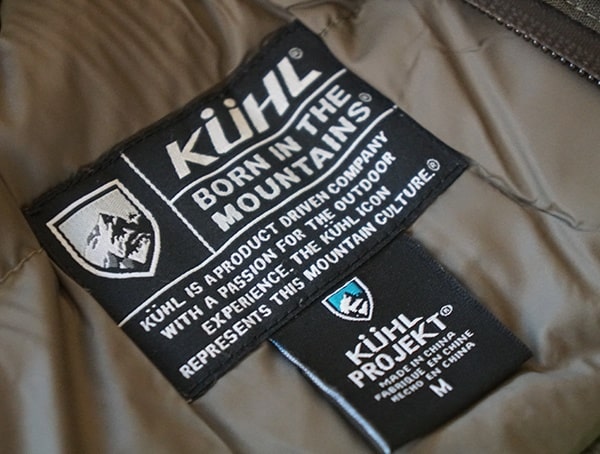 KÜHL®
BORN IN THE
MOUNTAINS®
KÜHL IS A PRODUCT DRIVEN COMPANY
WITH A PASSION FOR THE OUTDOOR
EXPERIENCE. THE KÜHL ICON
REPRESENTS THIS MOUNTAIN CULTURE.®
KÜHL
PROJEKT®
MADE IN CHINA
FABRIQUÉ EN CHINE
HECHO EN CHINA
M